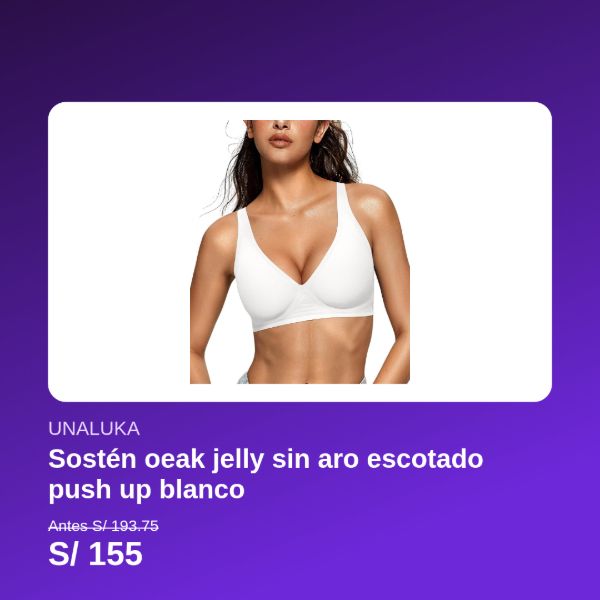 UNALUKA
Sostén oeak jelly sin aro escotado
push up blanco
Antes S/ 193.75
S/ 155